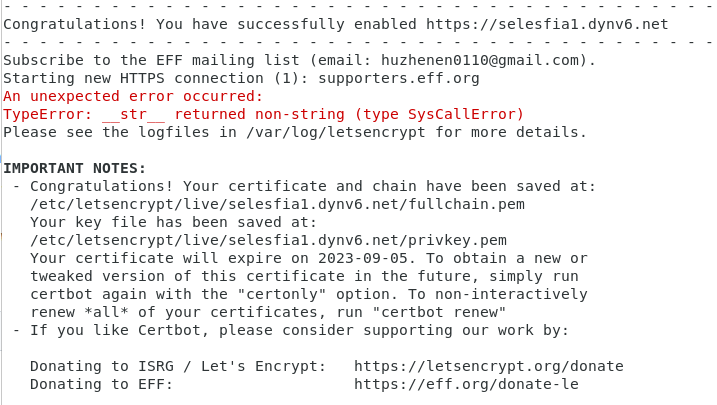 - - - - - - - - - - - - - - - - - - - - - - - - - - - - - - - - - - - - - - - -
Congratulations! You have successfully enabled https://selesfia1.dynv6.net
- - - - - - - - - - - - - - - - - - - - - - - - - - - - - - - - - - - - - - - -
Subscribe to the EFF mailing list (email: huzhenen0110@gmail.com).
Starting new HTTPS connection (1): supporters.eff.org
An unexpected error occurred:
TypeError: __str__ returned non-string (type SysCallError)
Please see the logfiles in /var/log/letsencrypt for more details.
IMPORTANT NOTES:
- Congratulations! Your certificate and chain have been saved at:
/etc/letsencrypt/live/selesfia1.dynv6.net/fullchain.pem
Your key file has been saved at:
/etc/letsencrypt/live/selesfia1.dynv6.net/privkey.pem
Your certificate will expire on 2023-09-05. To obtain a new or
tweaked version of this certificate in the future, simply run
certbot again with the "certonly" option. To non-interactively
renew *all* of your certificates, run "certbot renew"
- If you like Certbot, please consider supporting our work by:
Donating to ISRG / Let's Encrypt:   https://letsencrypt.org/donate
Donating to EFF:                    https://eff.org/donate-le